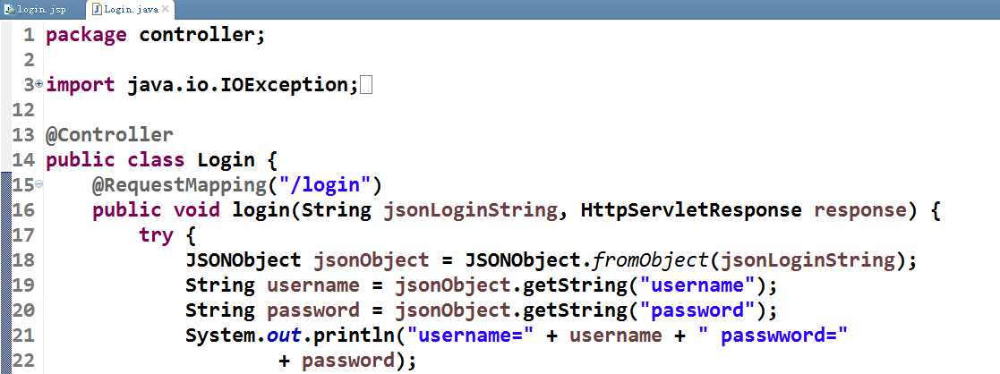 login.jsp Login.java
1 package controller;
2
3 import java.io.IOException;
12
13 @Controller
14 public class Login {
15 @RequestMapping("/login")
16 public void login(String jsonLoginString, HttpServletResponse response) {
17 try {
18 JSONObject jsonObject = JSONObject.fromObject(jsonLoginString);
19 String username = jsonObject.getString("username");
20 String password = jsonObject.getString("password");
21 System.out.println("username=" + username + " passwword="
22 + password);